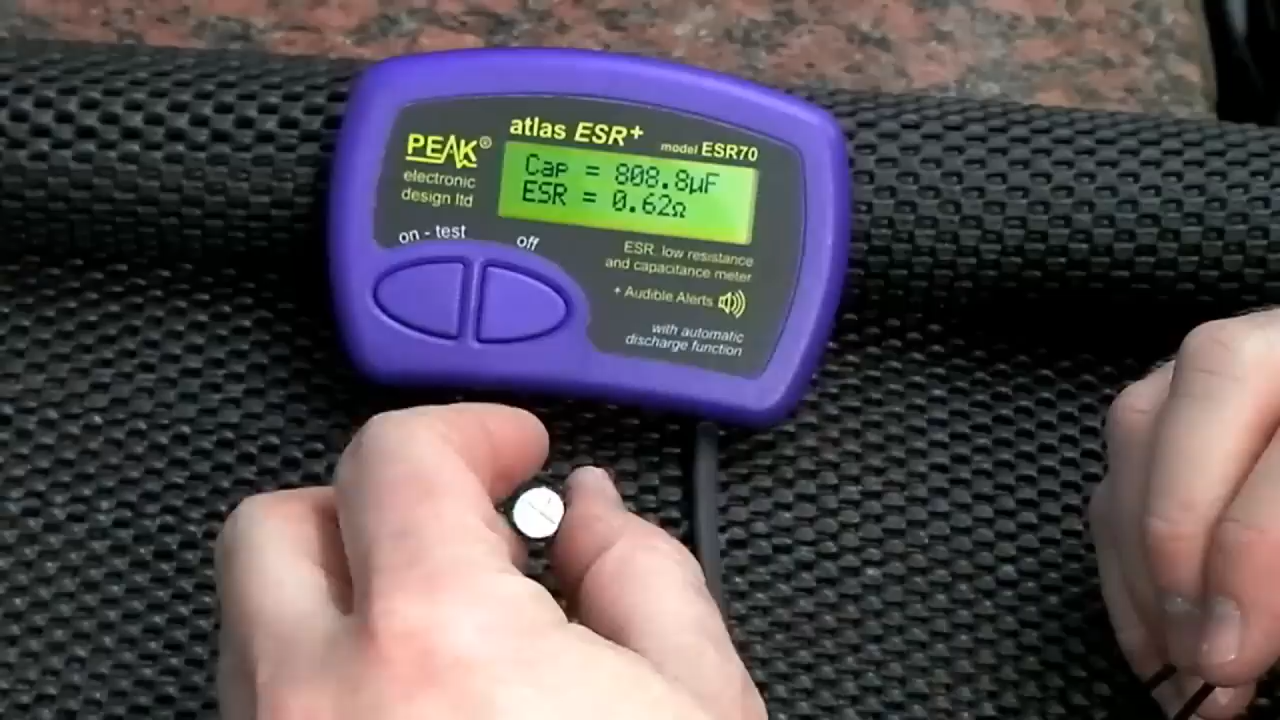 atlas ESR+
PEAK®
electronic
design ltd
model ESR70
Cap = 808.8µF
ESR = 0.62Ω
on - test
off
ESR, low resistance
and capacitance meter
+ Audible Alerts
with automatic
discharge function